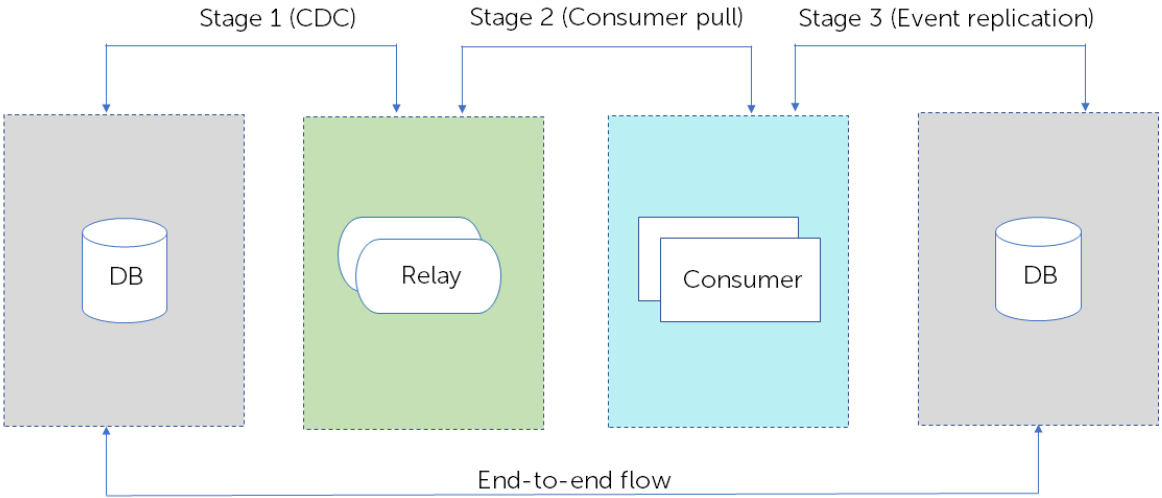 Stage 1 (CDC)
Stage 2 (Consumer pull)
Stage 3 (Event replication)
DB
Relay
Consumer
DB
End-to-end flow